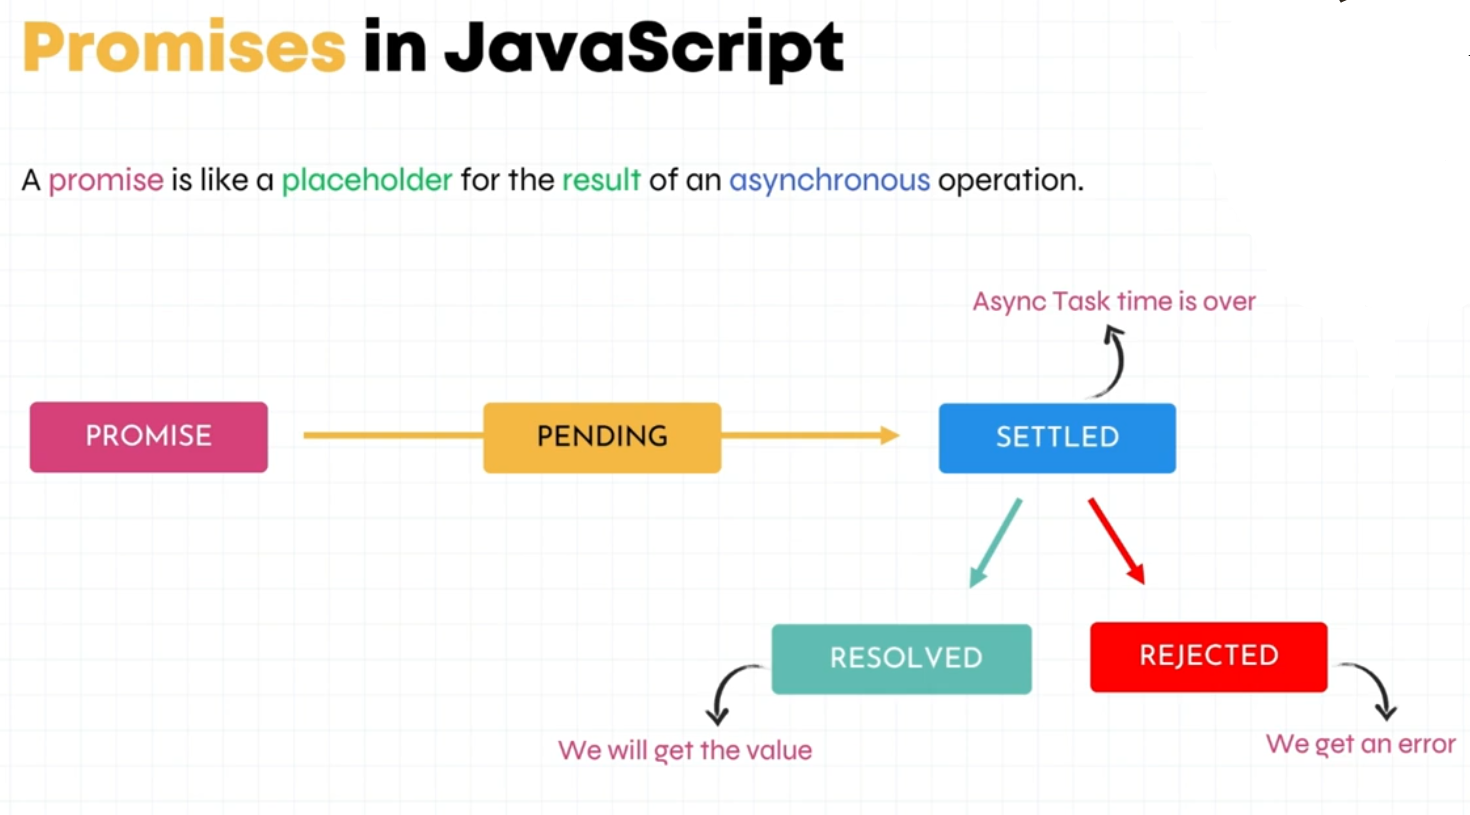 Promises in JavaScript
A promise is like a placeholder for the result of an asynchronous operation.
Async Task time is over
PROMISE
PENDING
SETTLED
RESOLVED
REJECTED
We will get the value
We get an error